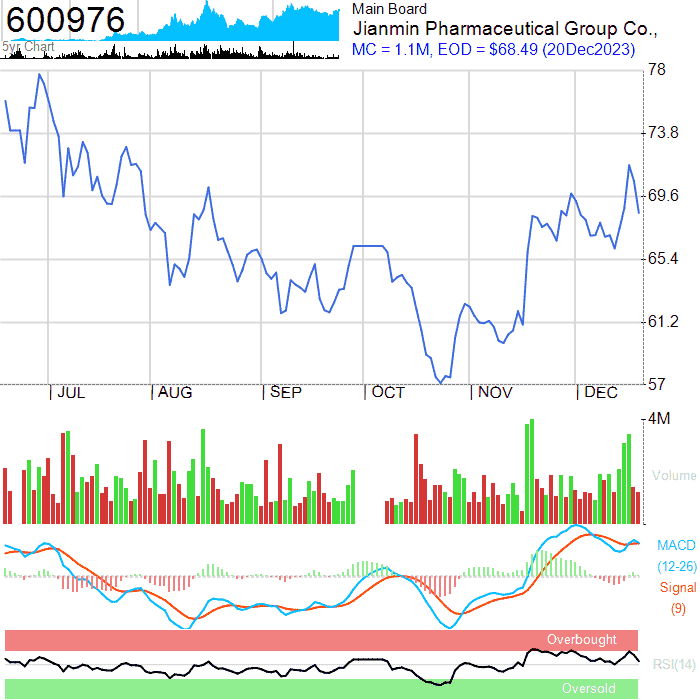 600976
5yr Chart
Main Board
Jianmin Pharmaceutical Group Co.,
MC = 1.1M, EOD = $68.49 (20Dec2023)
78
73.8
69.6
65.4
61.2
57
JUL AUG SEP OCT NOV DEC
4M
Volume
MACD
(12-26)
Signal
(9)
Overbought
RSI(14)
Oversold